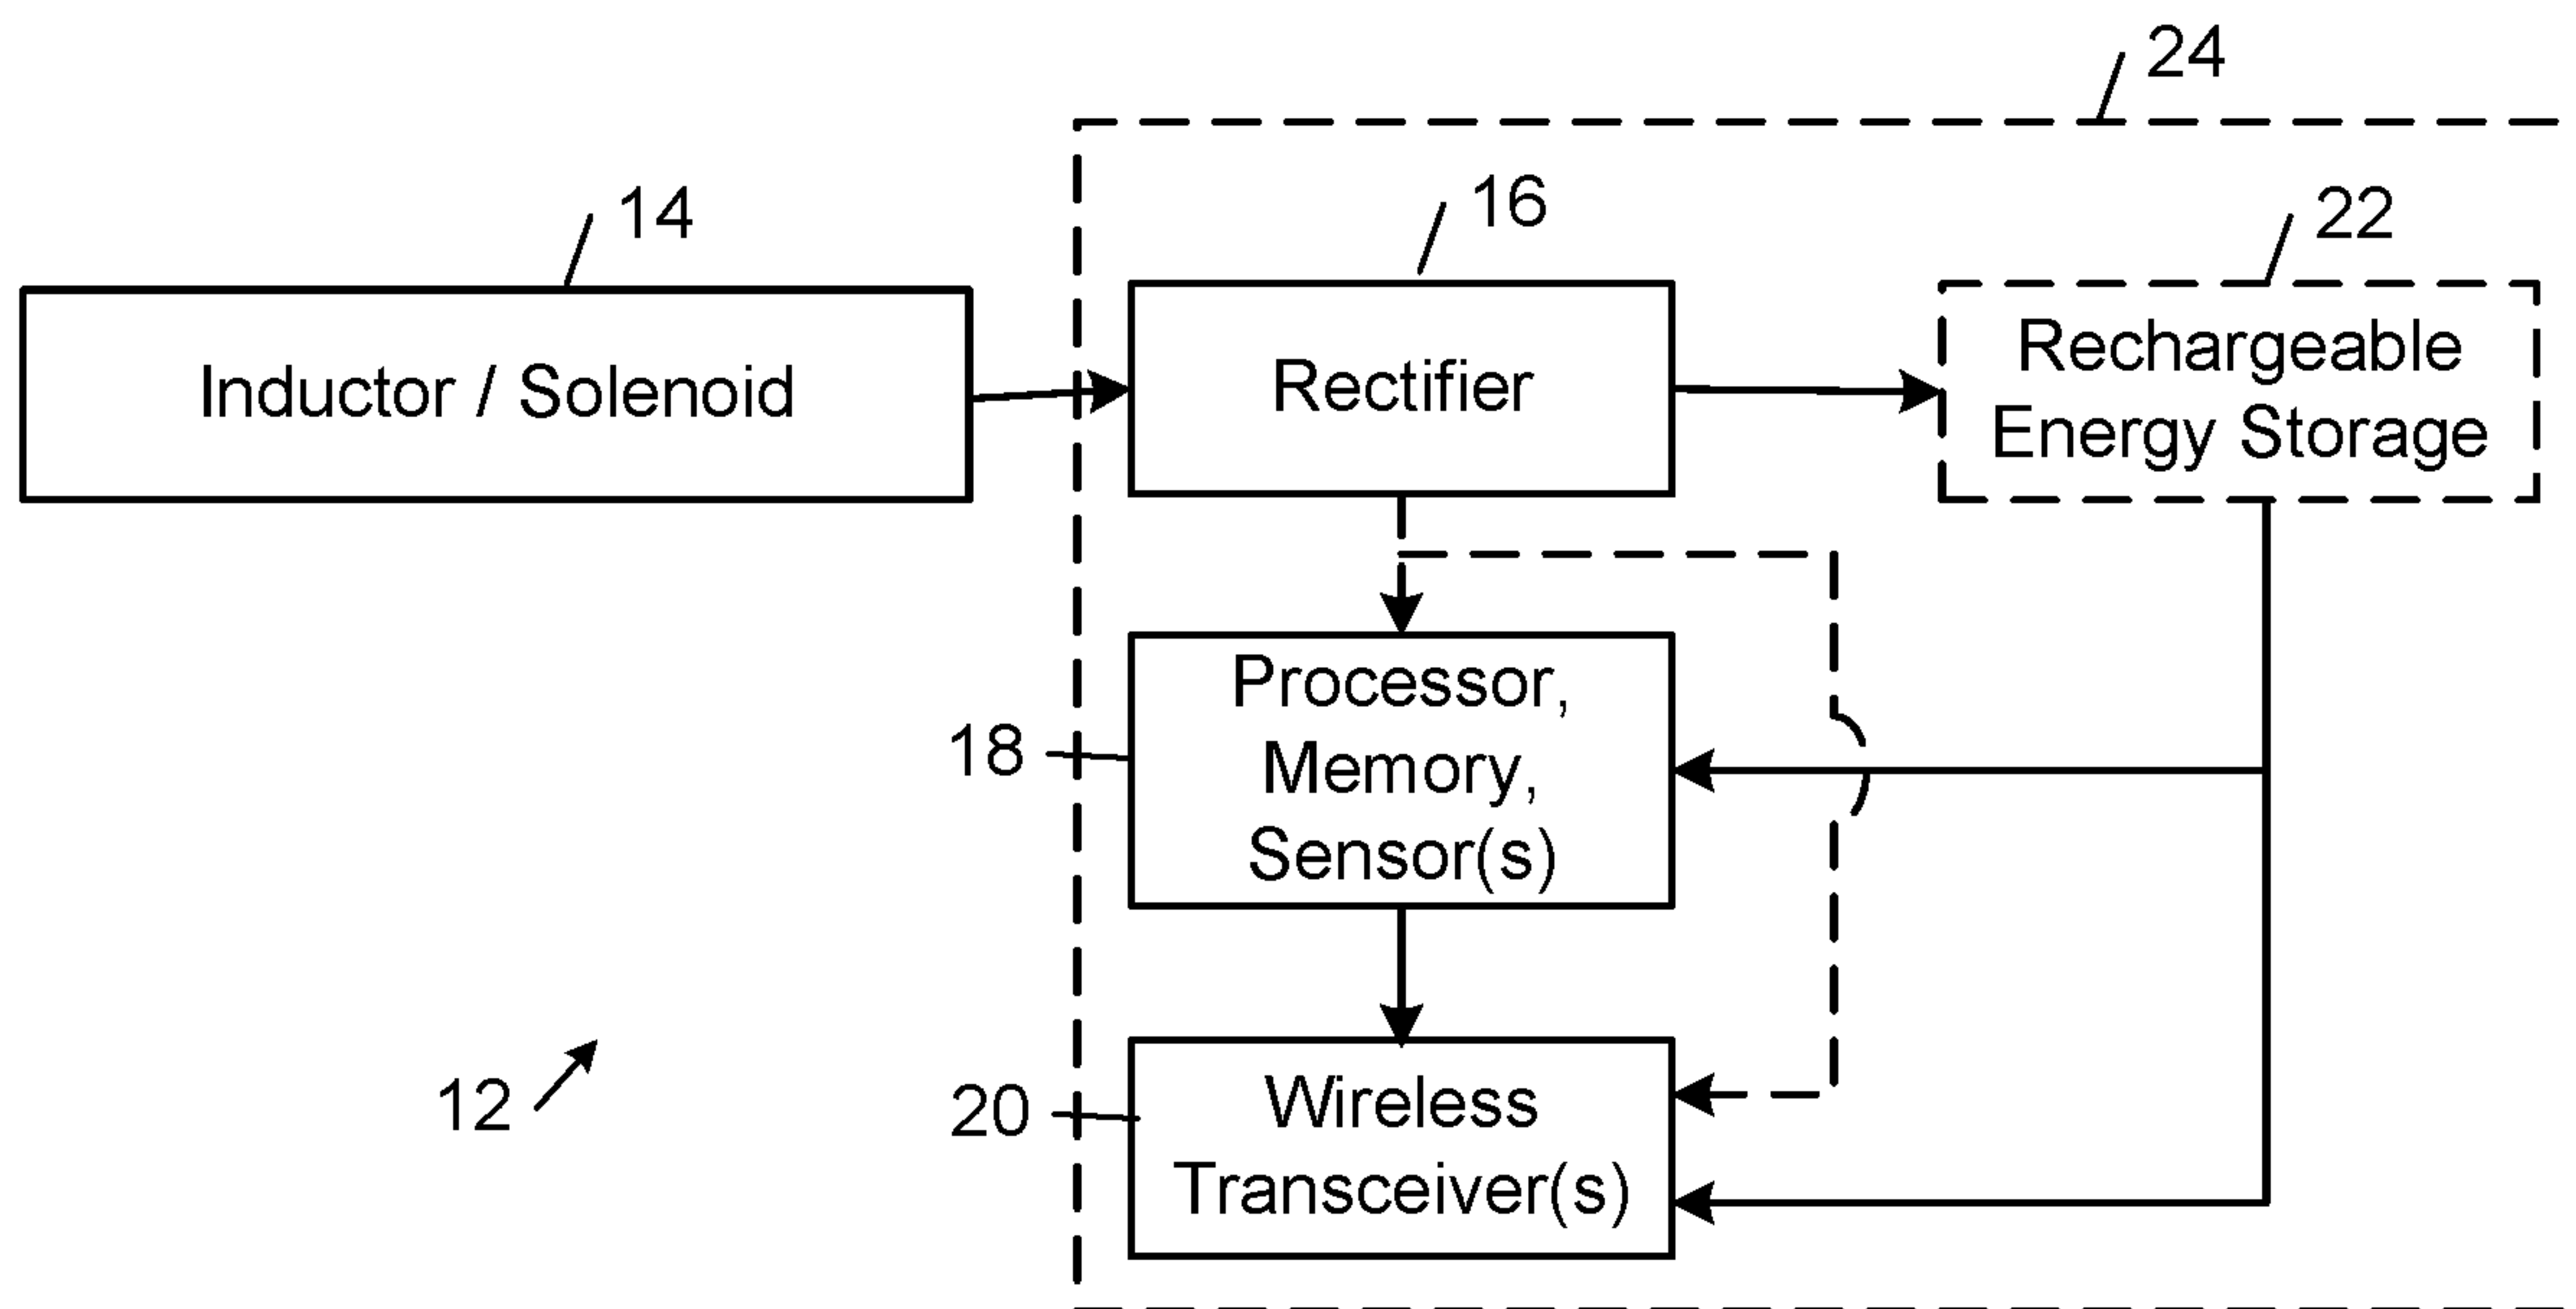 24
14
16
22
Inductor / Solenoid
Rectifier
Rechargeable
Energy Storage
18
Processor,
Memory,
Sensor(s)
12
20
Wireless
Transceiver(s)